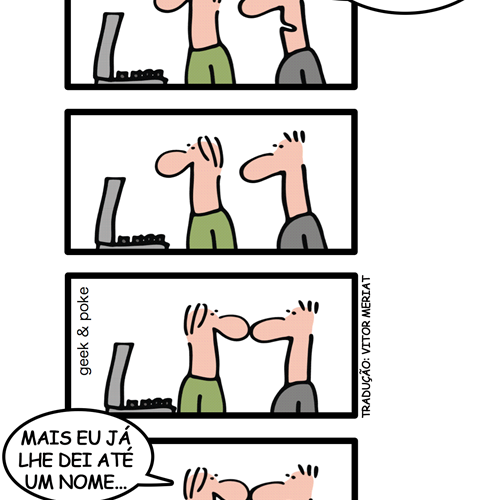 geek & poke
TRADUÇÃO: VITOR MERIAT
MAIS EU JÁ
LHE DEI ATÉ
UM NOME...